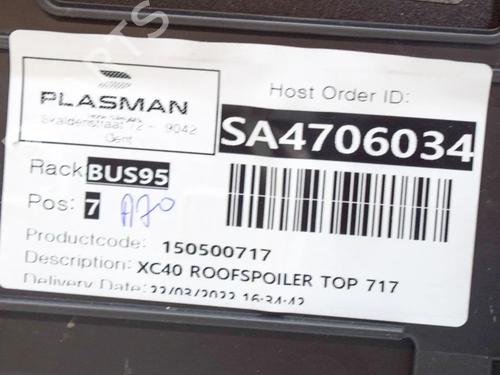 PLASMAN
Skaldenstraat 72 - 9042
Gent
Host Order ID:
SA4706034
Rack BUS95
Pos: 7 A70
Productcode: 150500717
Description: XC40 ROOFSPOILER TOP 717
Delivery Date: 22/03/2022 16:34:42